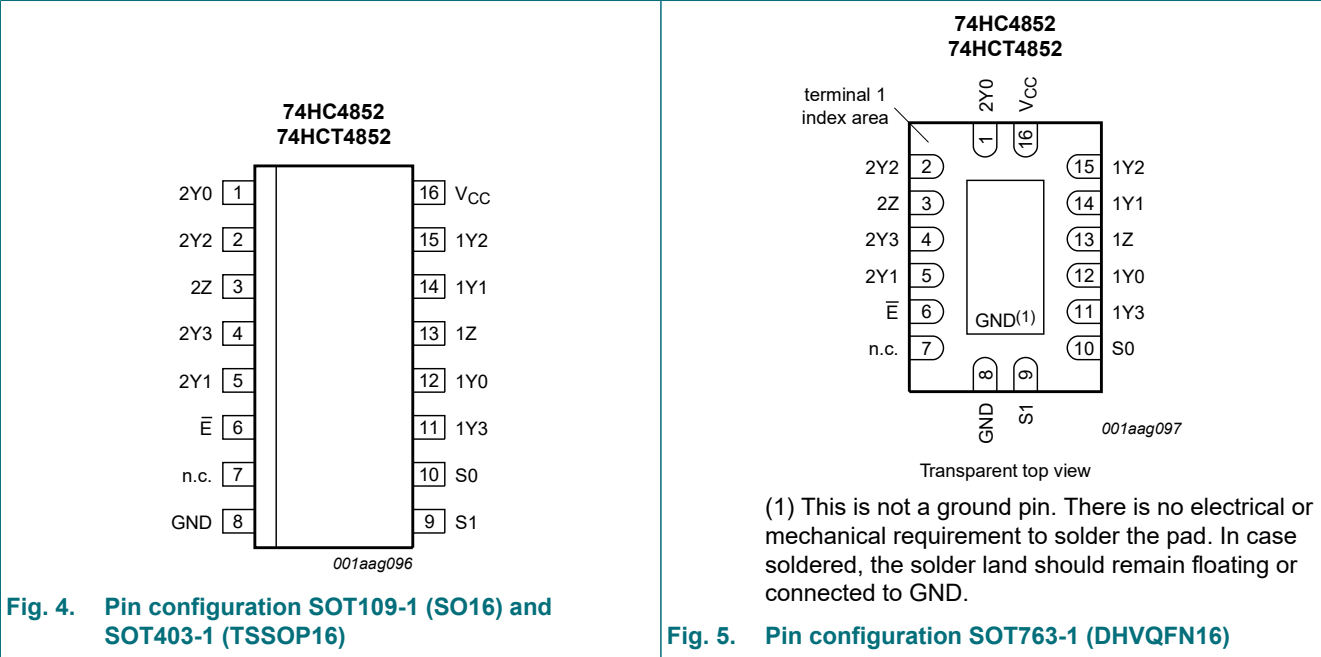 74HC4852
74HCT4852
2Y0 1
16 VCC
2Y2 2
15 1Y2
2Z 3
14 1Y1
2Y3 4
13 1Z
2Y1 5
12 1Y0
E̅ 6
11 1Y3
n.c. 7
10 S0
GND 8
9 S1
001aag096
Fig. 4. Pin configuration SOT109-1 (SO16) and
SOT403-1 (TSSOP16)
74HC4852
74HCT4852
terminal 1
index area
2Y0
VCC
1
16
2Y2 2
15 1Y2
2Z 3
14 1Y1
2Y3 4
13 1Z
2Y1 5
12 1Y0
E̅ 6
11 1Y3
GND(1)
n.c. 7
10 S0
8
9
GND
S1
001aag097
Transparent top view
(1) This is not a ground pin. There is no electrical or
mechanical requirement to solder the pad. In case
soldered, the solder land should remain floating or
connected to GND.
Fig. 5. Pin configuration SOT763-1 (DHVQFN16)